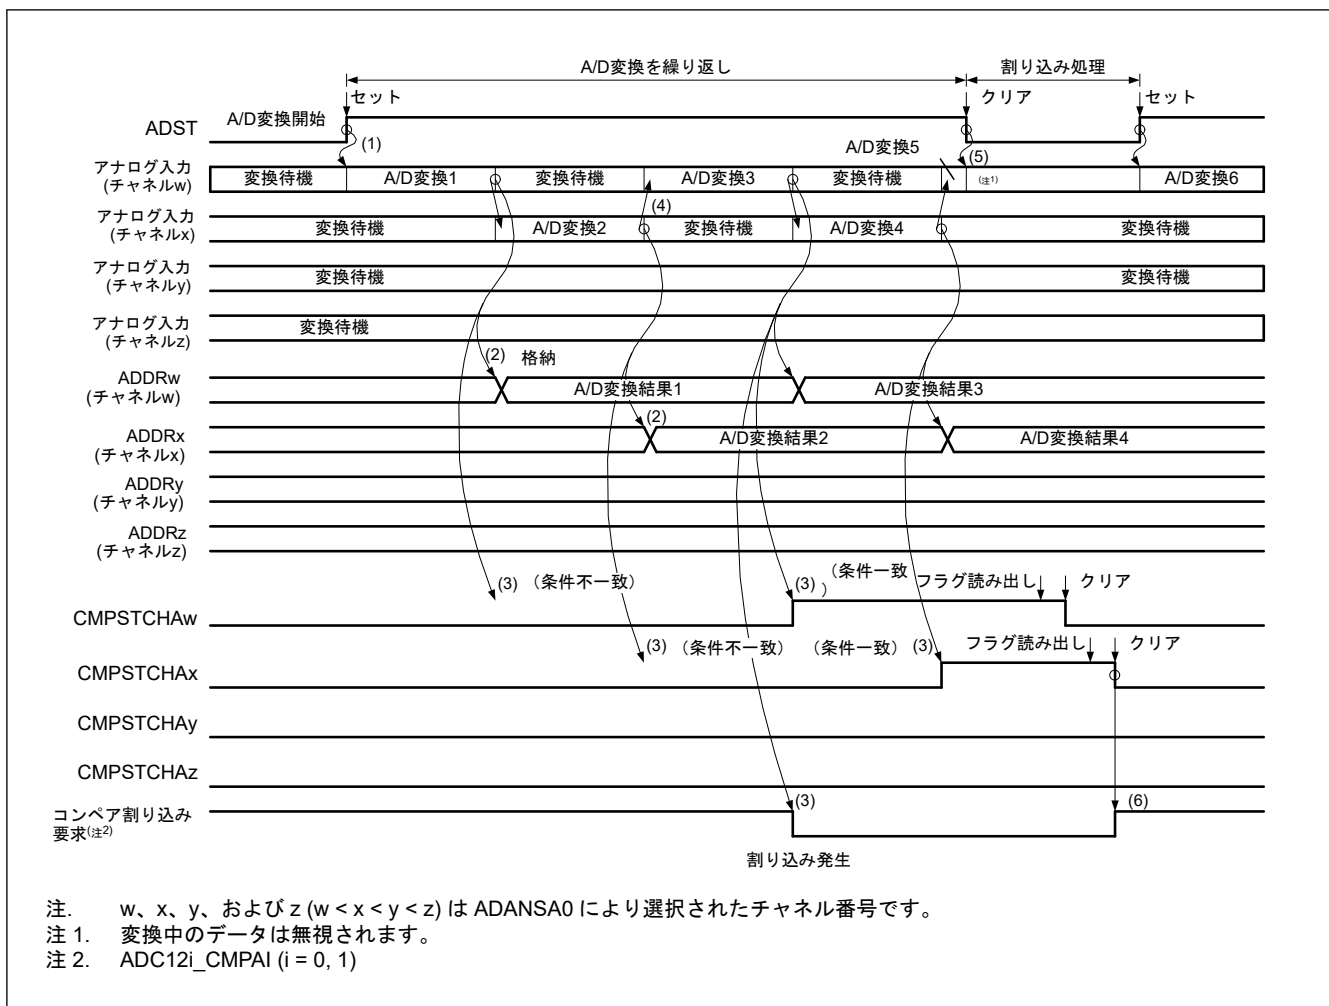 A/D変換を繰り返し
割り込み処理
セット
クリア
セット
ADST
A/D変換開始
(1)
A/D変換5
(5)
アナログ入力
(チャネルw)
変換待機
A/D変換1
変換待機
A/D変換3
変換待機
(注1)
A/D変換6
(4)
アナログ入力
(チャネルx)
変換待機
A/D変換2
変換待機
A/D変換4
変換待機
アナログ入力
(チャネルy)
変換待機
変換待機
アナログ入力
(チャネルz)
変換待機
(2)
格納
ADDRw
(チャネルw)
A/D変換結果1
A/D変換結果3
(2)
ADDRx
(チャネルx)
A/D変換結果2
A/D変換結果4
ADDRy
(チャネルy)
ADDRz
(チャネルz)
(3) (条件不一致)
(3) (条件一致
)
フラグ読み出し
クリア
CMPSTCHAw
(3) (条件不一致)
(条件一致) (3)
フラグ読み出し
クリア
CMPSTCHAx
CMPSTCHAy
CMPSTCHAz
(3)
(6)
コンペア割り込み
要求(注2)
割り込み発生
注. w、x、y、および z (w < x < y < z) は ADANSA0 により選択されたチャネル番号です。
注 1. 変換中のデータは無視されます。
注 2. ADC12i_CMPAI (i = 0, 1)